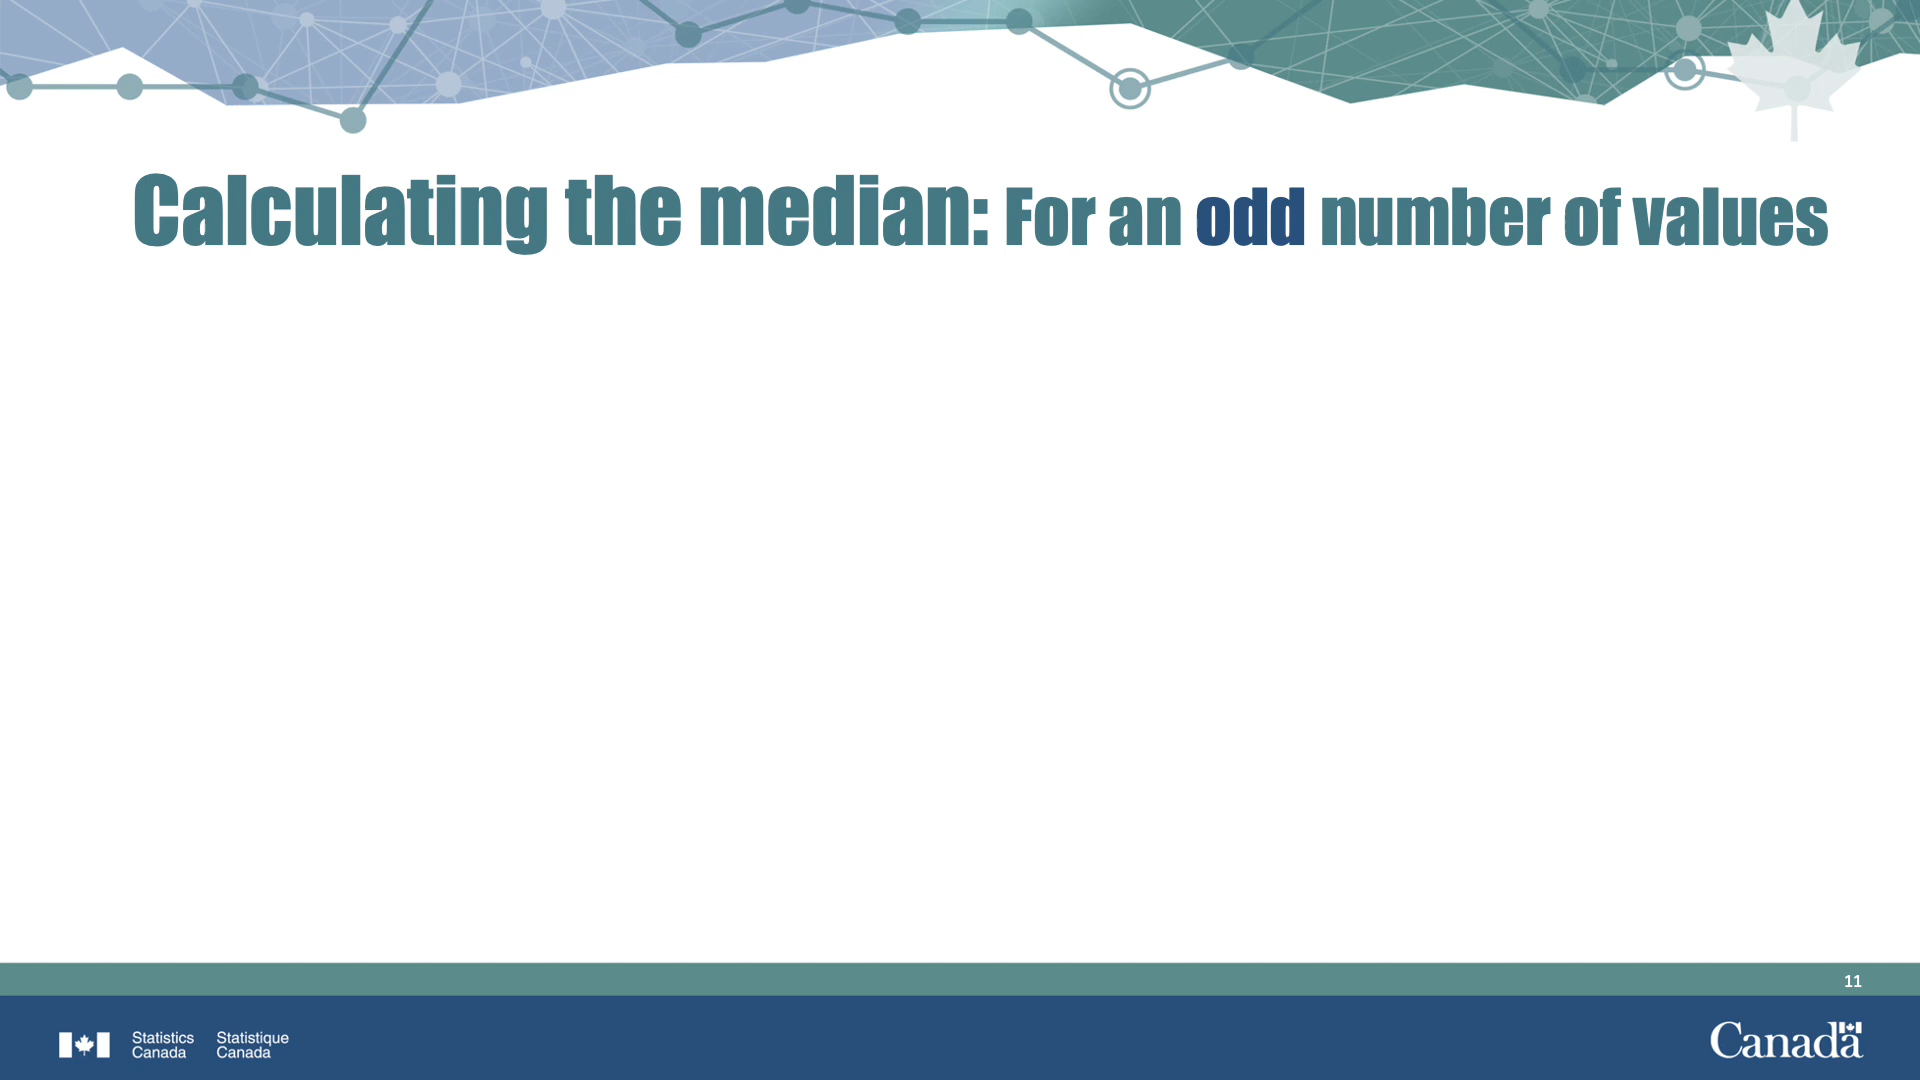 Calculating the median: For an odd number of values
11
Statistics Canada
Statistique Canada
Canada